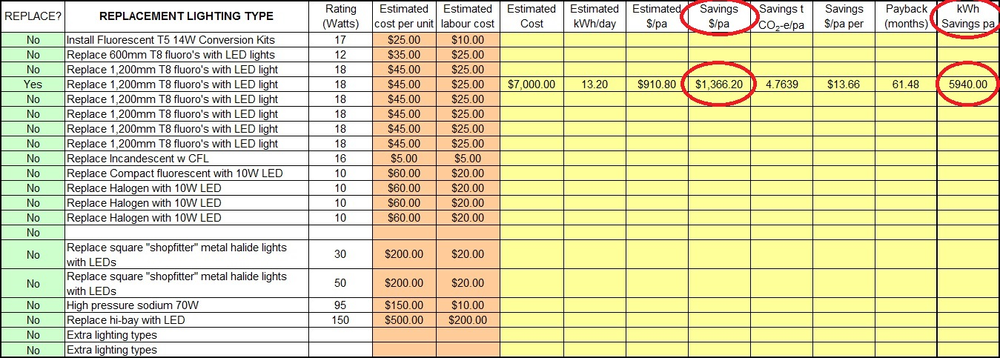 REPLACE? REPLACEMENT LIGHTING TYPE Rating (Watts) Estimated cost per unit Estimated labour cost Estimated Cost Estimated kWh/day Estimated $/pa Savings $/pa Savings t CO2-e/pa Savings $/pa per Payback (months) kWh Savings pa
No Install Fluorescent T5 14W Conversion Kits 17 $25.00 $10.00
No Replace 600mm T8 fluoro's with LED lights 12 $35.00 $25.00
No Replace 1,200mm T8 fluoro's with LED light 18 $45.00 $25.00
Yes Replace 1,200mm T8 fluoro's with LED light 18 $45.00 $25.00 $7,000.00 13.20 $910.80 $1,366.20 4.7639 $13.66 61.48 5940.00
No Replace 1,200mm T8 fluoro's with LED light 18 $45.00 $25.00
No Replace 1,200mm T8 fluoro's with LED light 18 $45.00 $25.00
No Replace 1,200mm T8 fluoro's with LED light 18 $45.00 $25.00
No Replace 1,200mm T8 fluoro's with LED light 18 $45.00 $25.00
No Replace Incandescent w CFL 16 $5.00 $5.00
No Replace Compact fluorescent with 10W LED 10 $60.00 $20.00
No Replace Halogen with 10W LED 10 $60.00 $20.00
No Replace Halogen with 10W LED 10 $60.00 $20.00
No Replace Halogen with 10W LED 10 $60.00 $20.00
No
No Replace square "shopfitter" metal halide lights with LEDs 30 $200.00 $20.00
No Replace square "shopfitter" metal halide lights with LEDs 50 $200.00 $20.00
No High pressure sodium 70W 95 $150.00 $10.00
No Replace hi-bay with LED 150 $500.00 $200.00
No Extra lighting types
No Extra lighting types